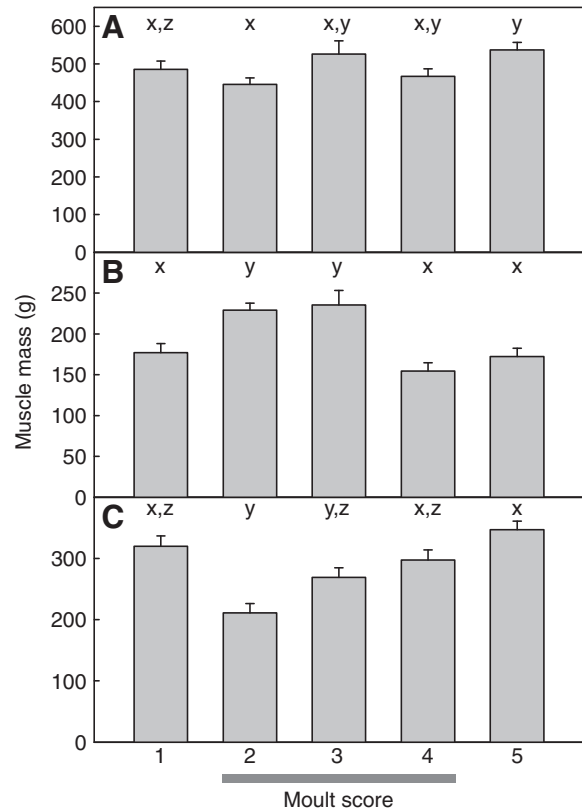 A
x,z x x,y x,y y
600
500
400
300
200
100
0
B
x y y x x
250
200
150
100
50
0
C
x,z y y,z x,z x
300
200
100
0
Muscle mass (g)
1 2 3 4 5
Moult score